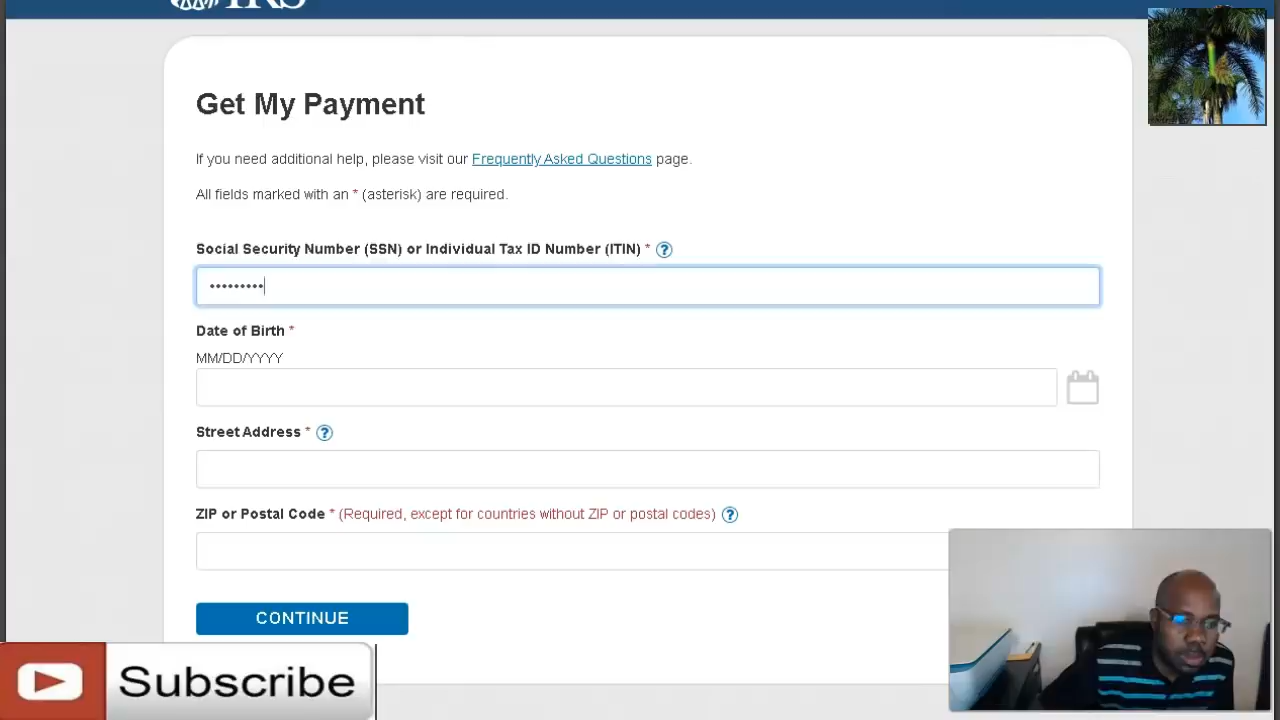 IRS
Get My Payment
If you need additional help, please visit our Frequently Asked Questions page.
All fields marked with an * (asterisk) are required.
Social Security Number (SSN) or Individual Tax ID Number (ITIN) * ?
•••••••••
Date of Birth *
MM/DD/YYYY
Street Address * ?
ZIP or Postal Code * (Required, except for countries without ZIP or postal codes) ?
CONTINUE
Subscribe